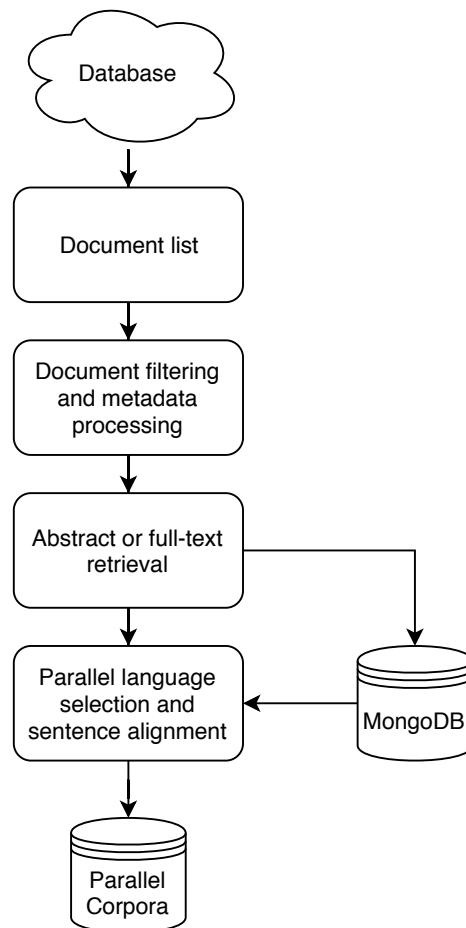 Database
Document list
Document filtering
and metadata
processing
Abstract or full-text
retrieval
Parallel language
selection and
sentence alignment
MongoDB
Parallel
Corpora